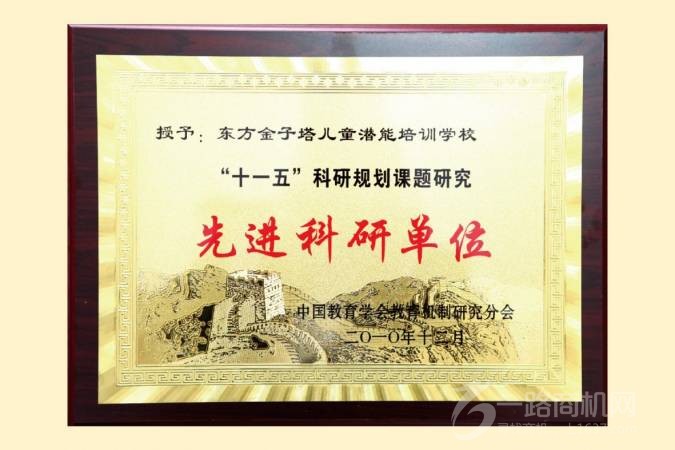 授予：东方金子塔儿童潜能培训学校
“十一五”科研规划课题研究
先进科研单位
中国教育学会教育机制研究分会
二〇一〇年十二月
一路商机网